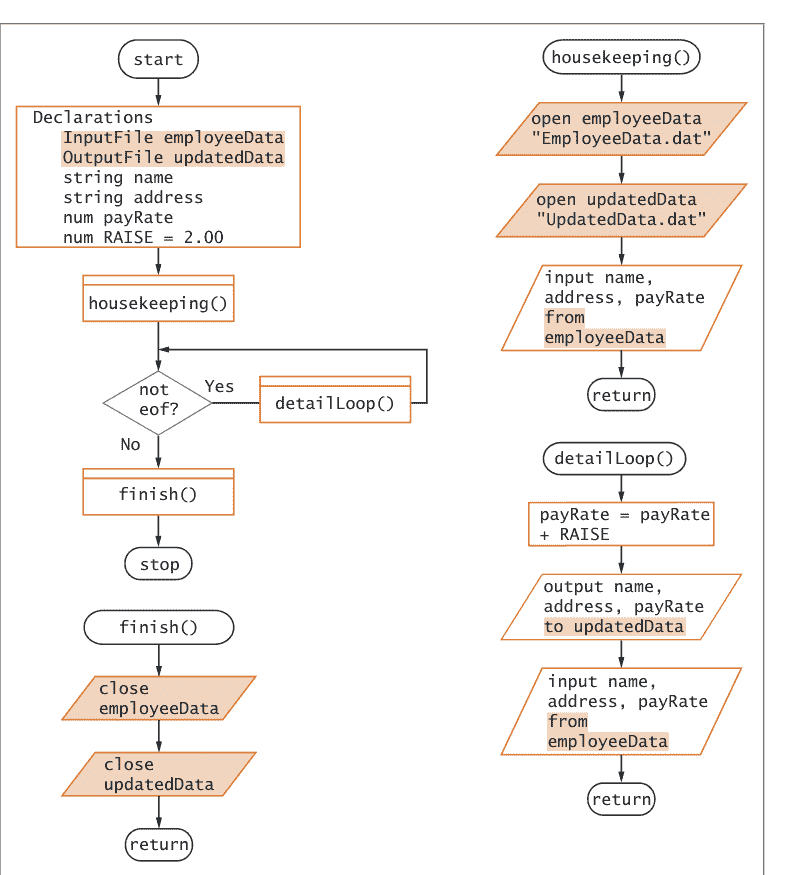 start
Declarations
InputFile employeeData
OutputFile updatedData
string name
string address
num payRate
num RAISE = 2.00
housekeeping()
not
eof?
Yes
detailLoop()
No
finish()
stop
finish()
close
employeeData
close
updatedData
return
housekeeping()
open employeeData
"EmployeeData.dat"
open updatedData
"UpdatedData.dat"
input name,
address, payRate
from
employeeData
return
detailLoop()
payRate = payRate
+ RAISE
output name,
address, payRate
to updatedData
input name,
address, payRate
from
employeeData
return